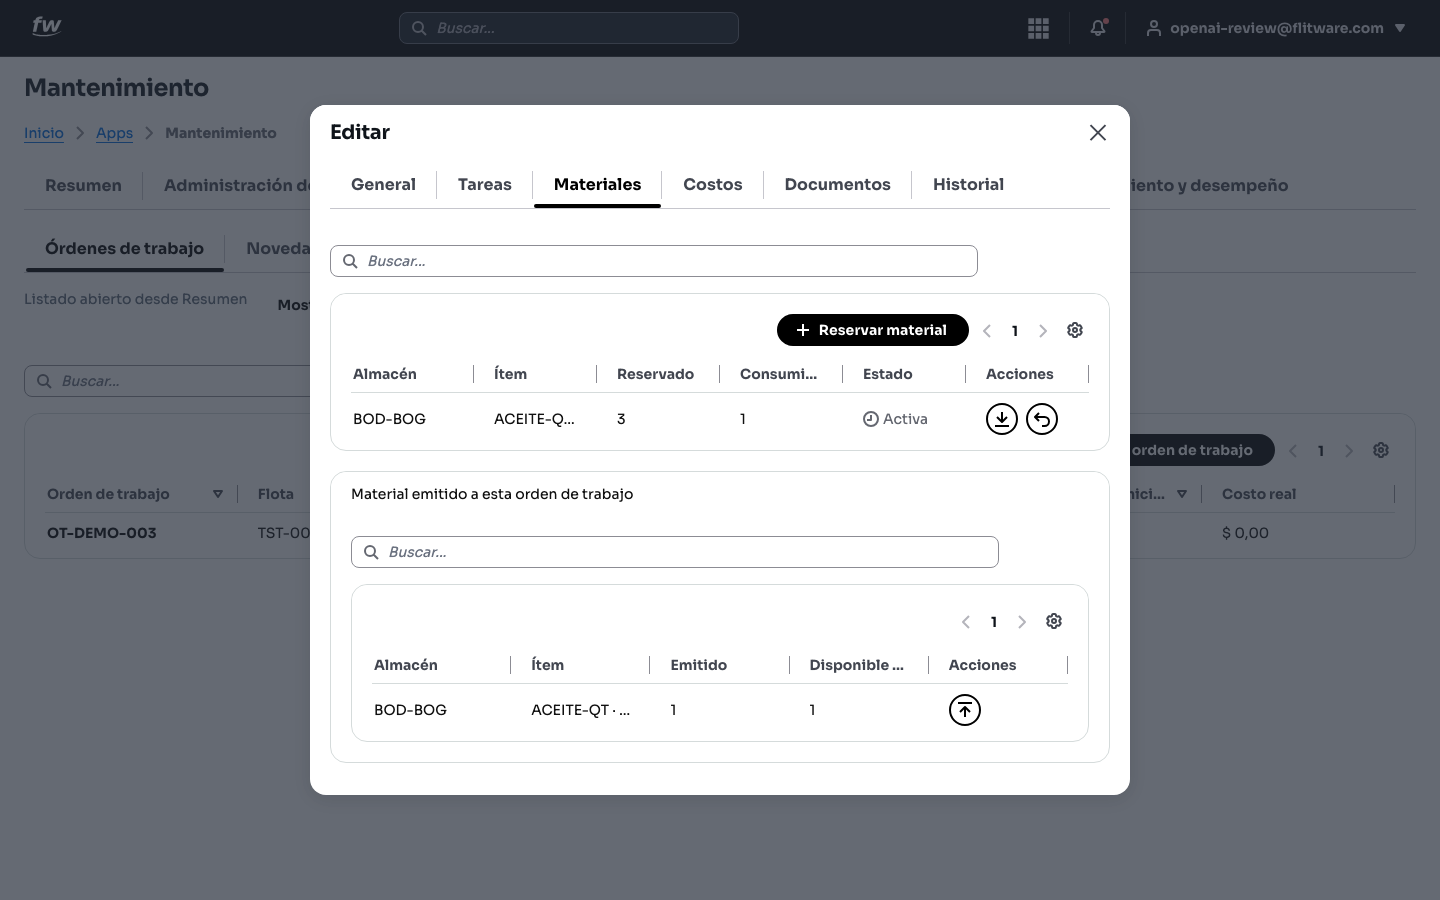 fw
Buscar...
openai-review@flitware.com
Mantenimiento
Inicio
Apps
Mantenimiento
Resumen
Administración d
iento y desempeño
Órdenes de trabajo
Noveda
Listado abierto desde Resumen
Most
Buscar...
orden de trabajo
1
Orden de trabajo
Flota
nici...
Costo real
OT-DEMO-003
TST-00
$ 0,00
Editar
General
Tareas
Materiales
Costos
Documentos
Historial
Buscar...
Reservar material
1
Almacén
Ítem
Reservado
Consumi...
Estado
Acciones
BOD-BOG
ACEITE-Q...
3
1
Activa
Material emitido a esta orden de trabajo
Buscar...
1
Almacén
Ítem
Emitido
Disponible ...
Acciones
BOD-BOG
ACEITE-QT · ...
1
1